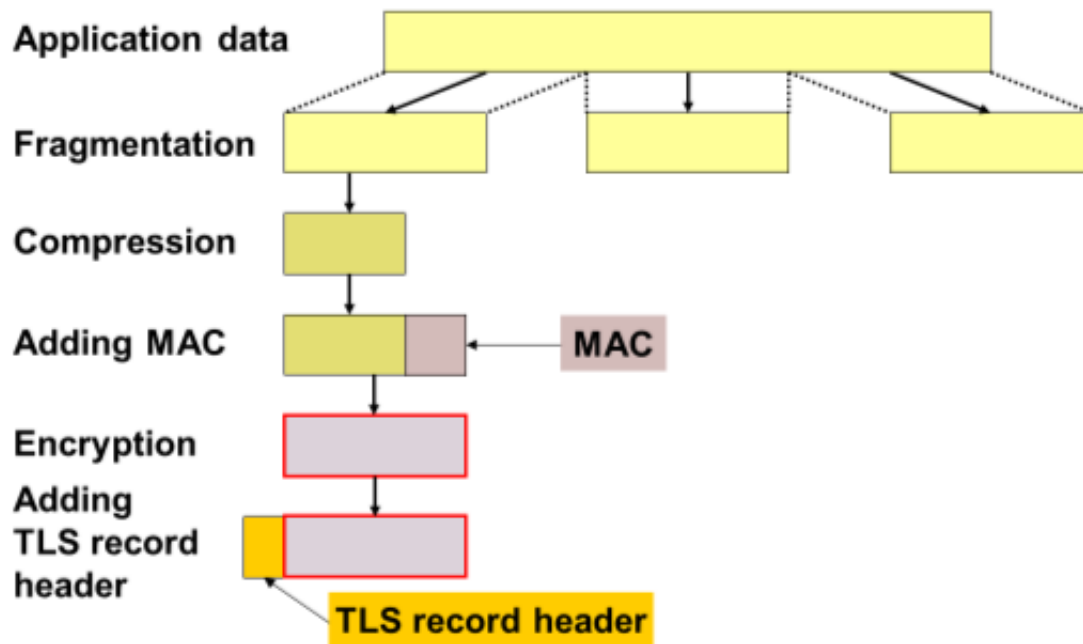 Application data
Fragmentation
Compression
Adding MAC
MAC
Encryption
Adding
TLS record
header
TLS record header